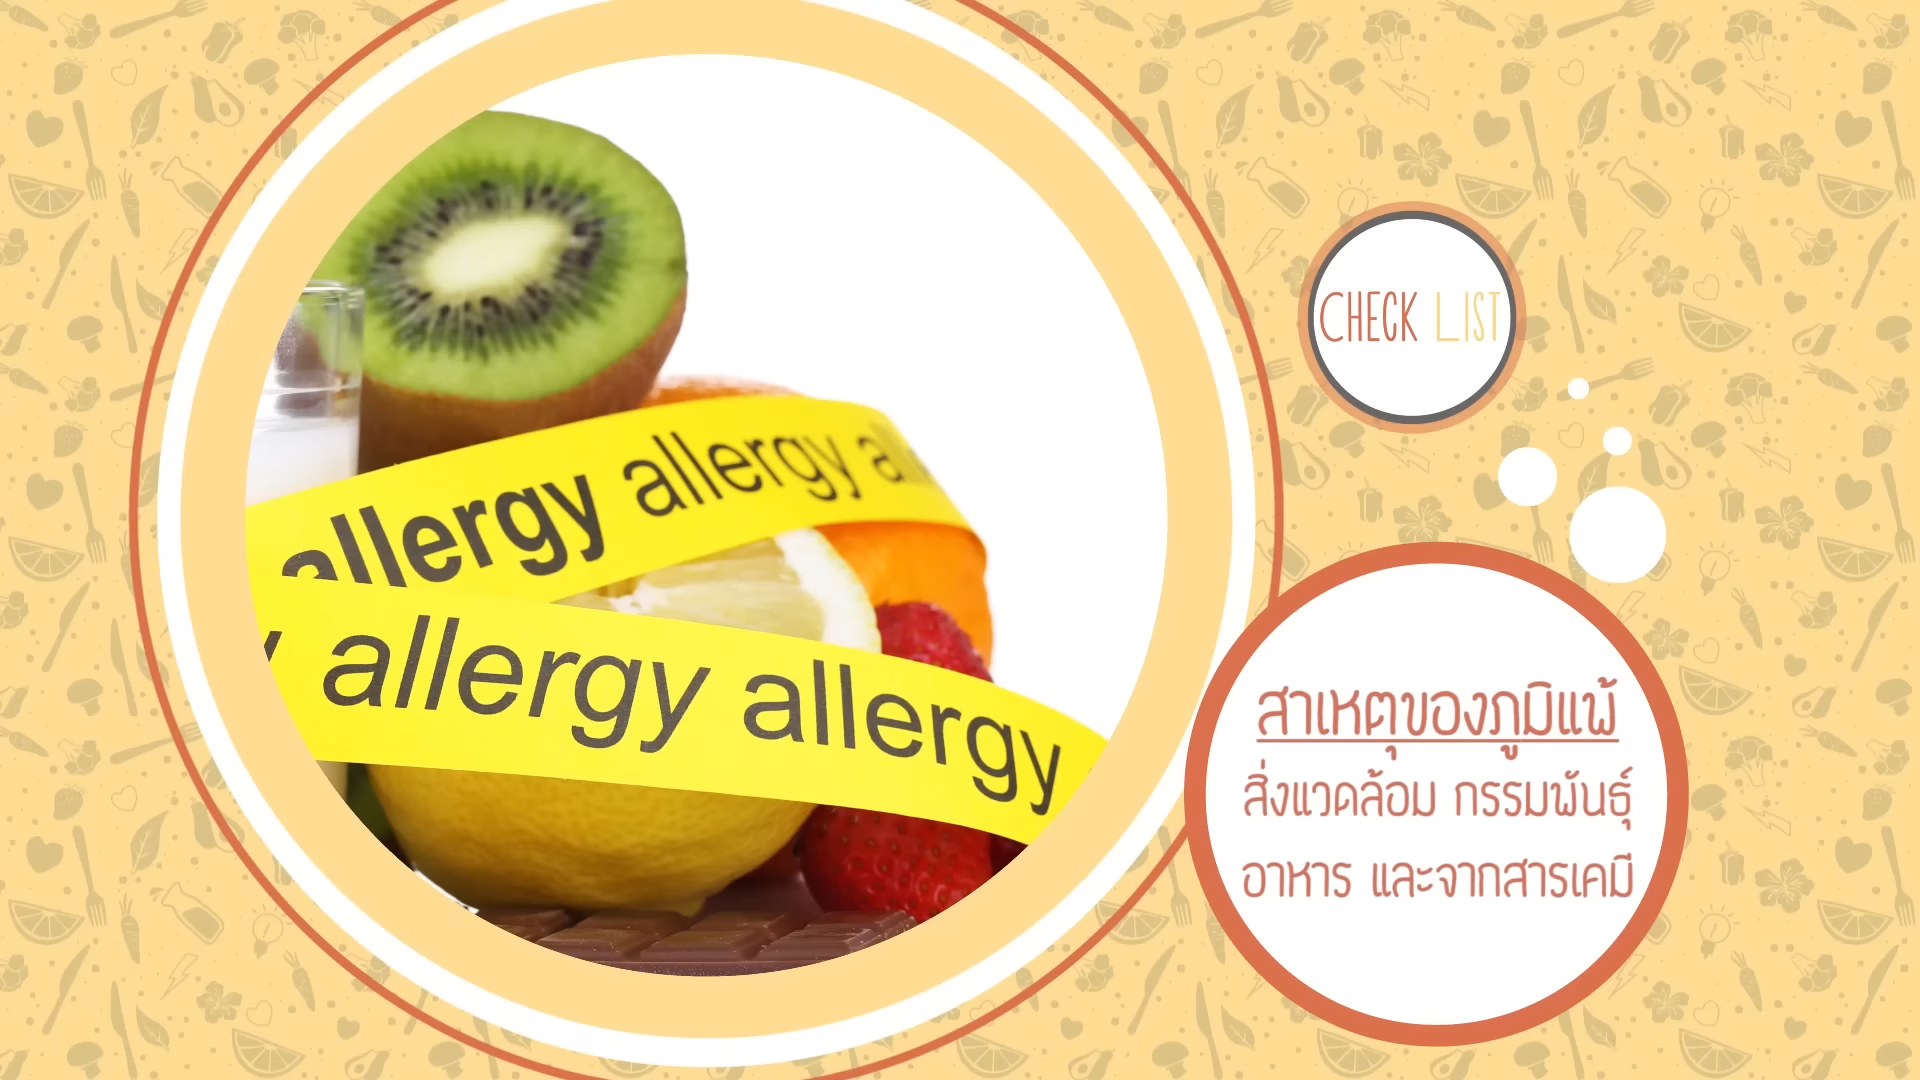 allergy allergy
allergy allergy
CHECK LIST
สาเหตุของภูมิแพ้
สิ่งแวดล้อม กรรมพันธุ์
อาหาร และจากสารเคมี